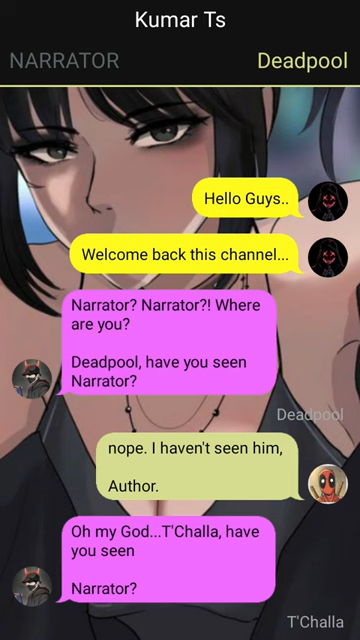 Kumar Ts
NARRATOR
Deadpool
Hello Guys..
Welcome back this channel...
Narrator? Narrator?! Where
are you?
Deadpool, have you seen
Narrator?
Deadpool
nope. I haven't seen him,
Author.
Oh my God...T'Challa, have
you seen
Narrator?
T'Challa